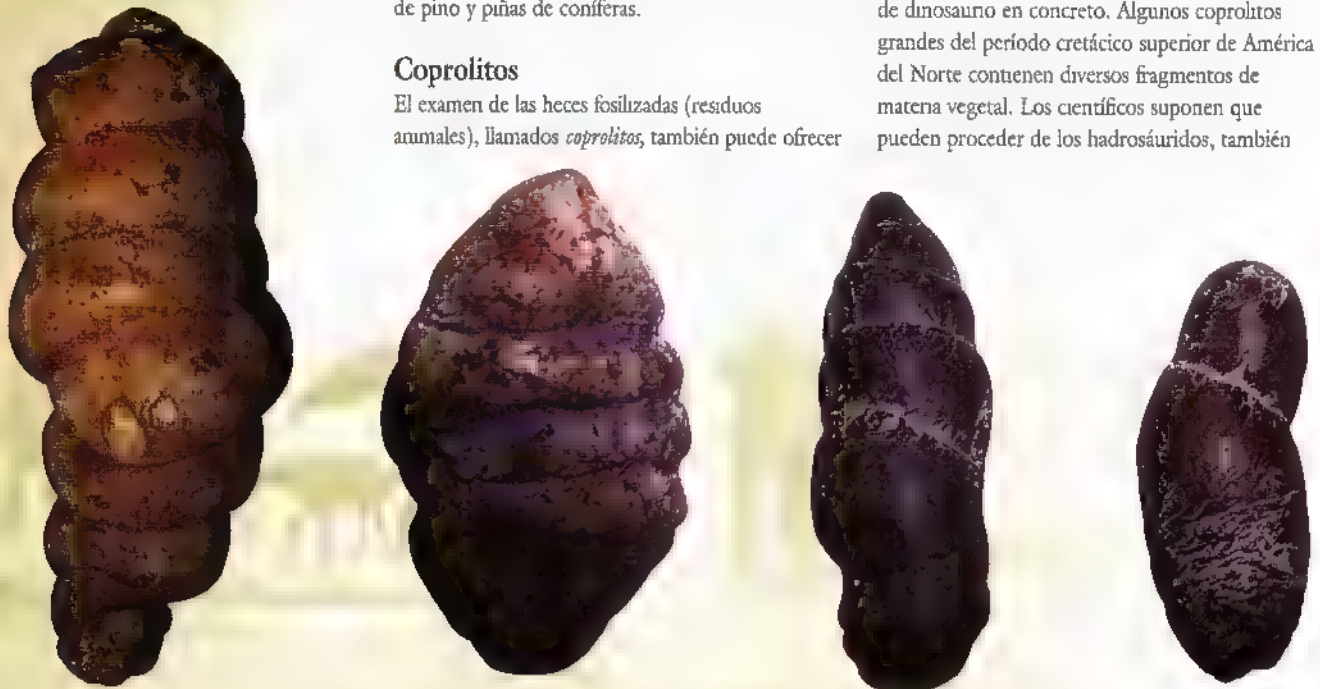 de pino y piñas de coníferas.
Coprolitos
El examen de las heces fosilizadas (residuos
animales), llamados coprolitos, también puede ofrecer
de dinosaurio en concreto. Algunos coprolitos
grandes del período cretácico superior de América
del Norte contienen diversos fragmentos de
materia vegetal. Los científicos suponen que
pueden proceder de los hadrosáuridos, también